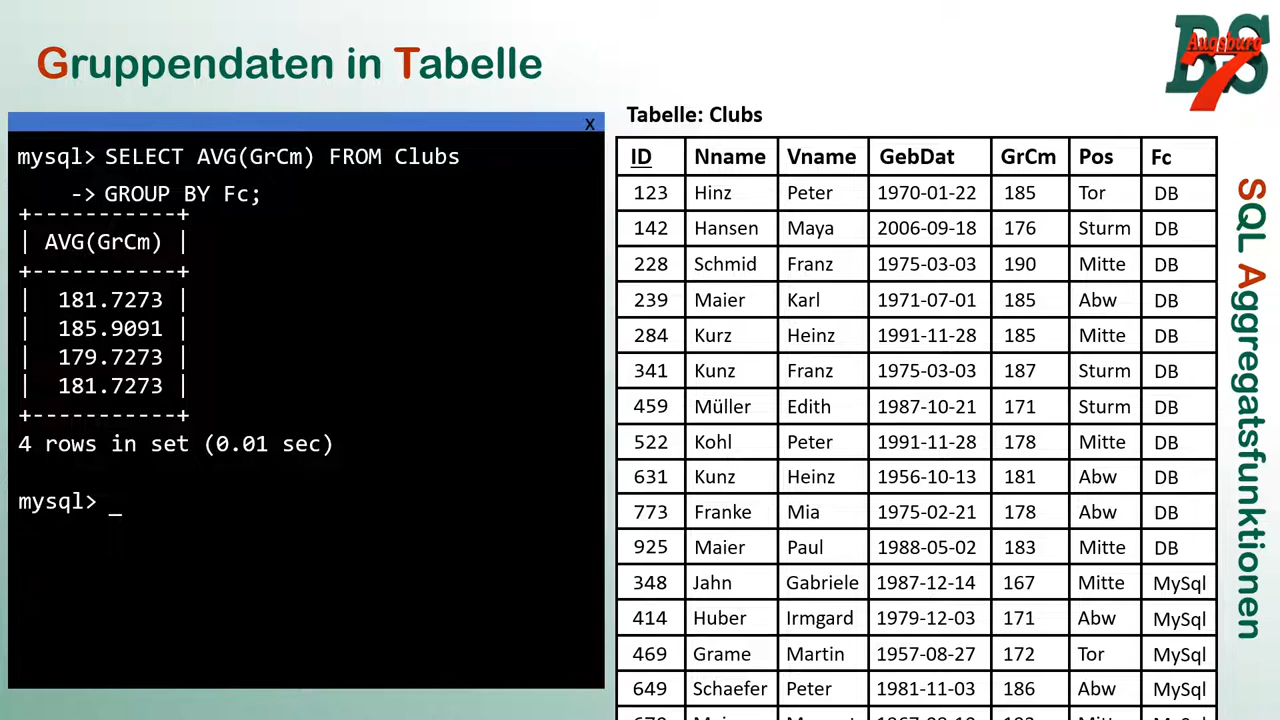 Gruppendaten in Tabelle
BS
Augsburg
7
x
mysql> SELECT AVG(GrCm) FROM Clubs
-> GROUP BY Fc;
+-----------+
| AVG(GrCm) |
+-----------+
| 181.7273 |
| 185.9091 |
| 179.7273 |
| 181.7273 |
+-----------+
4 rows in set (0.01 sec)
mysql> _
Tabelle: Clubs
ID Nname Vname GebDat GrCm Pos Fc
123 Hinz Peter 1970-01-22 185 Tor DB
142 Hansen Maya 2006-09-18 176 Sturm DB
228 Schmid Franz 1975-03-03 190 Mitte DB
239 Maier Karl 1971-07-01 185 Abw DB
284 Kurz Heinz 1991-11-28 185 Mitte DB
341 Kunz Franz 1975-03-03 187 Sturm DB
459 Müller Edith 1987-10-21 171 Sturm DB
522 Kohl Peter 1991-11-28 178 Mitte DB
631 Kunz Heinz 1956-10-13 181 Abw DB
773 Franke Mia 1975-02-21 178 Abw DB
925 Maier Paul 1988-05-02 183 Mitte DB
348 Jahn Gabriele 1987-12-14 167 Mitte MySql
414 Huber Irmgard 1979-12-03 171 Abw MySql
469 Grame Martin 1957-08-27 172 Tor MySql
649 Schaefer Peter 1981-11-03 186 Abw MySql
SQL Aggregatsfunktionen